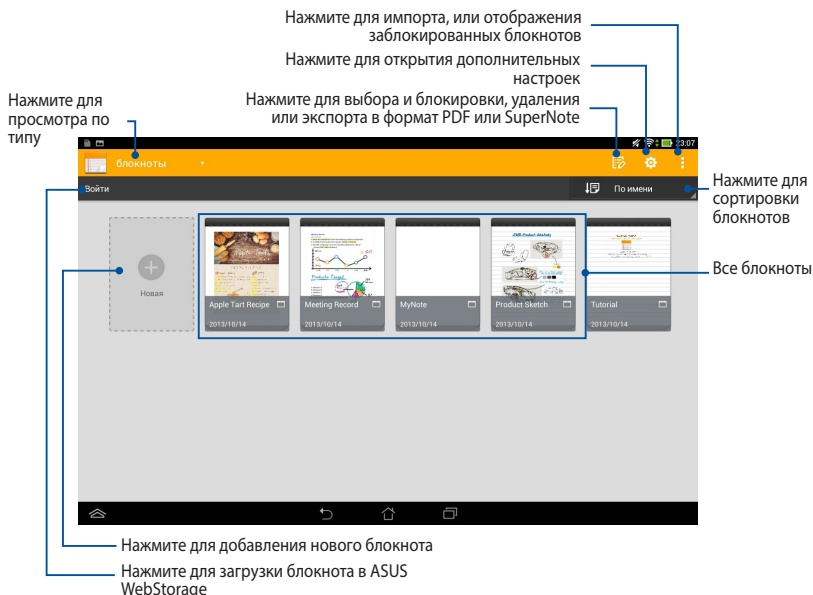 Нажмите для импорта, или отображения
заблокированных блокнотов
Нажмите для открытия дополнительных
настроек
Нажмите для выбора и блокировки, удаления
или экспорта в формат PDF или SuperNote
Нажмите для
просмотра по
типу
23:07
блокноты
Войти
По имени
Нажмите для
сортировки
блокнотов
Все блокноты
Новая
Apple Tart Recipe
2013/10/14
Meeting Record
2013/10/14
MyNote
2013/10/14
Product Sketch
2013/10/14
Tutorial
2013/10/14
Нажмите для добавления нового блокнота
Нажмите для загрузки блокнота в ASUS
WebStorage